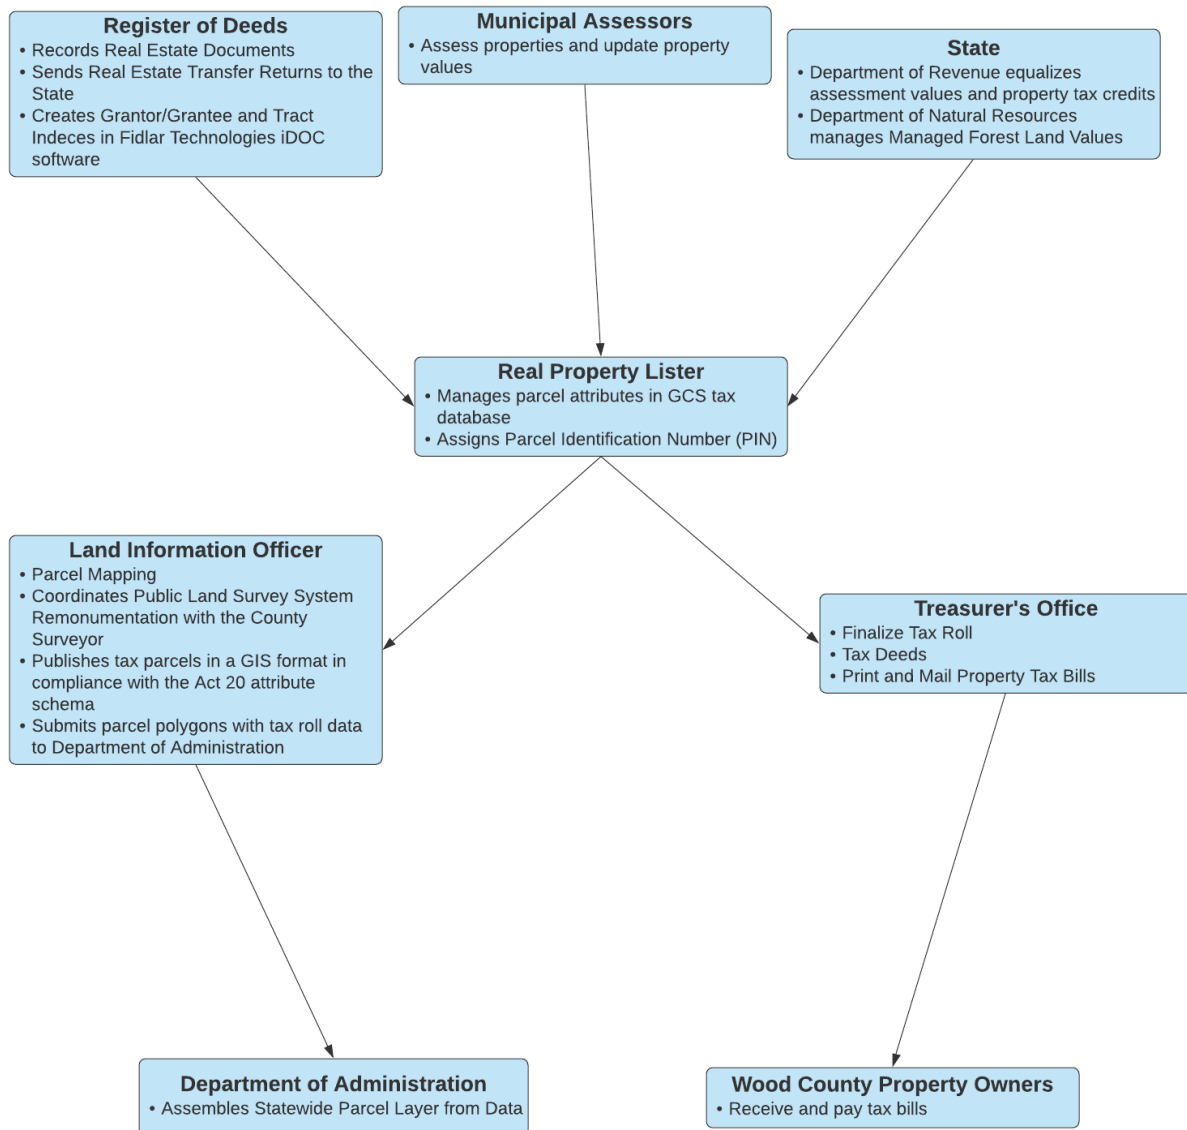 Register of Deeds
• Records Real Estate Documents
• Sends Real Estate Transfer Returns to the
State
• Creates Grantor/Grantee and Tract
Indeces in Fidlar Technologies iDOC
software
Municipal Assessors
• Assess properties and update property
values
State
• Department of Revenue equalizes
assessment values and property tax credits
• Department of Natural Resources
manages Managed Forest Land Values
Real Property Lister
• Manages parcel attributes in GCS tax
database
• Assigns Parcel Identification Number (PIN)
Land Information Officer
• Parcel Mapping
• Coordinates Public Land Survey System
Remonumentation with the County
Surveyor
• Publishes tax parcels in a GIS format in
compliance with the Act 20 attribute
schema
• Submits parcel polygons with tax roll data
to Department of Administration
Treasurer's Office
• Finalize Tax Roll
• Tax Deeds
• Print and Mail Property Tax Bills
Department of Administration
• Assembles Statewide Parcel Layer from Data
Wood County Property Owners
• Receive and pay tax bills